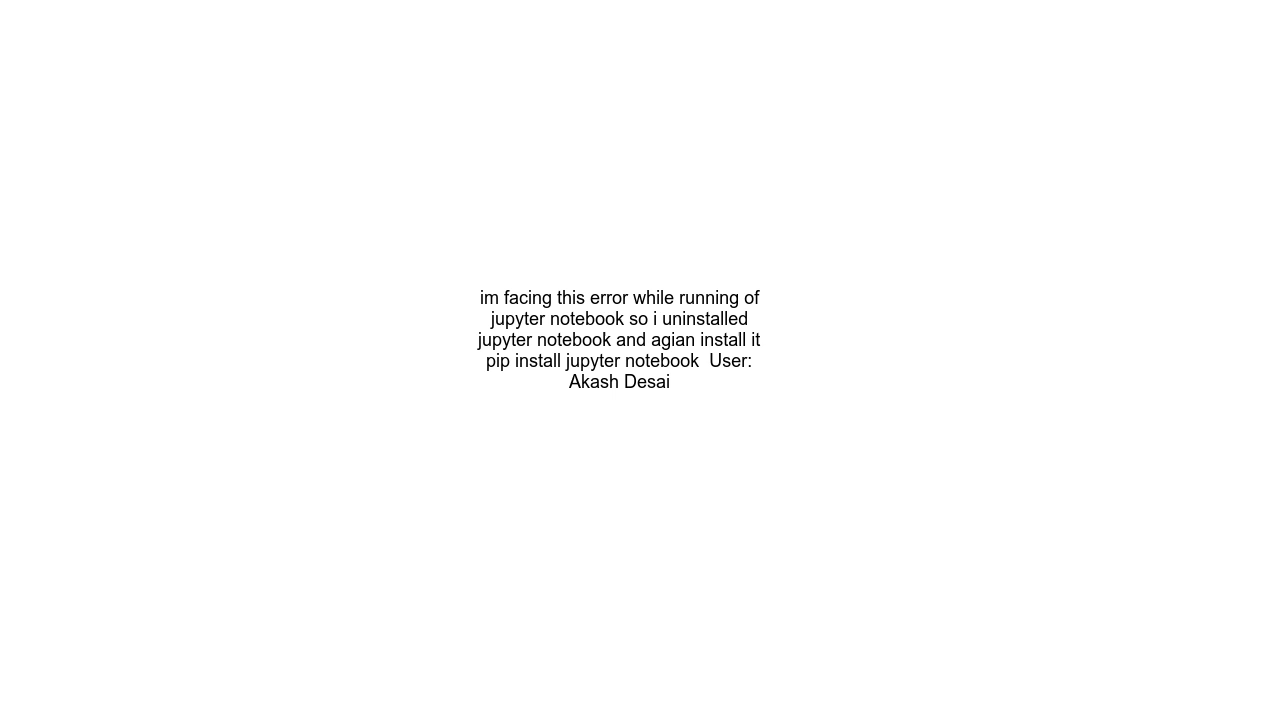 im facing this error while running of
jupyter notebook so i uninstalled
jupyter notebook and agian install it
pip install jupyter notebook  User:
Akash Desai